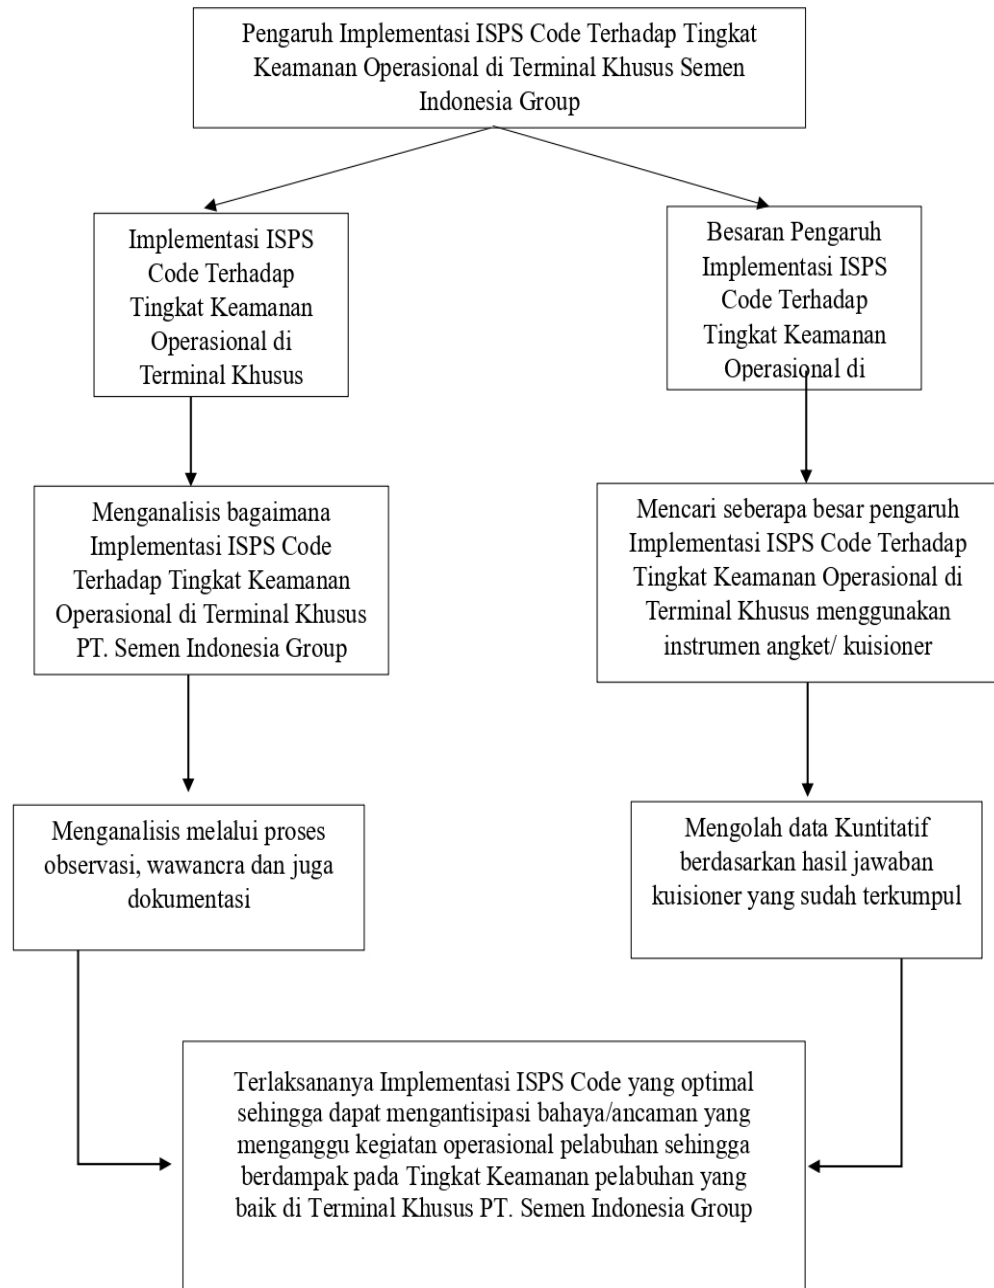 Pengaruh Implementasi ISPS Code Terhadap Tingkat
Keamanan Operasional di Terminal Khusus Semen
Indonesia Group
Implementasi ISPS
Code Terhadap
Tingkat Keamanan
Operasional di
Terminal Khusus
Besaran Pengaruh
Implementasi ISPS
Code Terhadap
Tingkat Keamanan
Operasional di
Menganalisis bagaimana
Implementasi ISPS Code
Terhadap Tingkat Keamanan
Operasional di Terminal Khusus
PT. Semen Indonesia Group
Mencari seberapa besar pengaruh
Implementasi ISPS Code Terhadap
Tingkat Keamanan Operasional di
Terminal Khusus menggunakan
instrumen angket/ kuisioner
Menganalisis melalui proses
observasi, wawancra dan juga
dokumentasi
Mengolah data Kuntitatif
berdasarkan hasil jawaban
kuisioner yang sudah terkumpul
Terlaksananya Implementasi ISPS Code yang optimal
sehingga dapat mengantisipasi bahaya/ancaman yang
menganggu kegiatan operasional pelabuhan sehingga
berdampak pada Tingkat Keamanan pelabuhan yang
baik di Terminal Khusus PT. Semen Indonesia Group